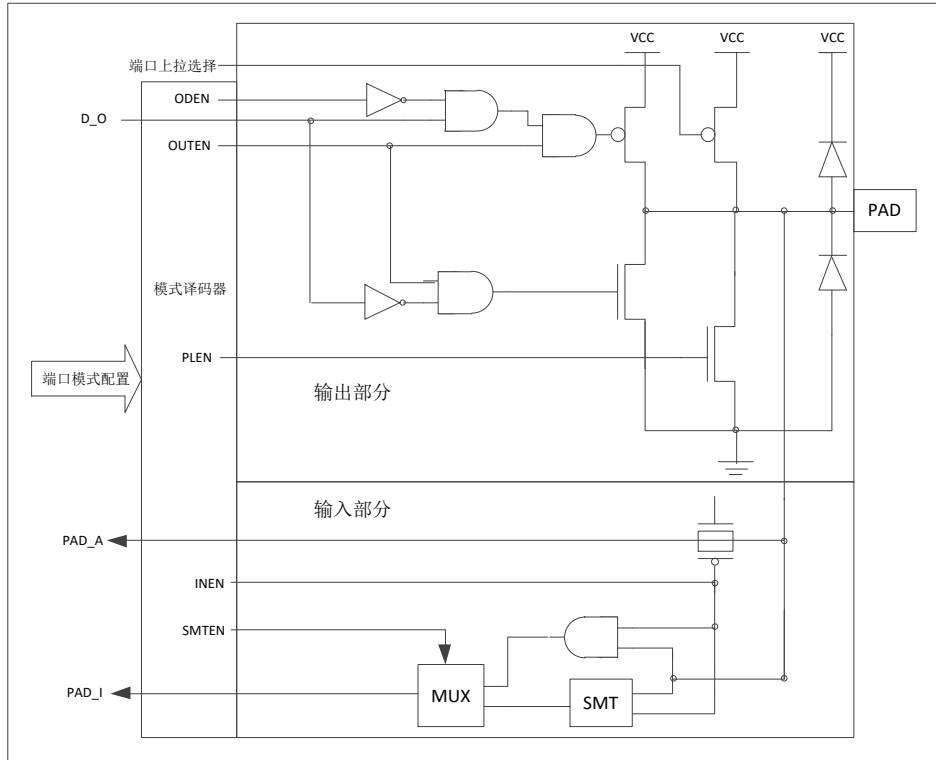 VCC
VCC
VCC
端口上拉选择
ODEN
D_O
OUTEN
PAD
模式译码器
PLEN
端口模式配置
输出部分
输入部分
PAD_A
INEN
SMTEN
PAD_I
MUX
SMT